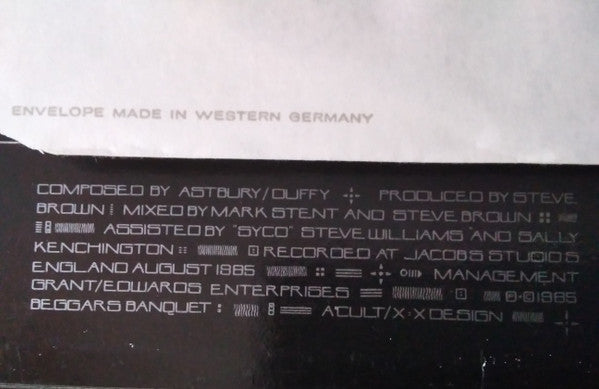 ENVELOPE MADE IN WESTERN GERMANY
COMPOSED BY ASTBURY/DUFFY PRODUCED BY STEVE
BROWN MIXED BY MARK STENT AND STEVE BROWN
ASSISTED BY "SYCO" STEVE WILLIAMS AND SALLY
KENCHINGTON RECORDED AT JACOBS STUDIOS
ENGLAND AUGUST 1985 MANAGEMENT
GRANT/EDWARDS ENTERPRISES ℗·©1985
BEGGARS BANQUET A CULT/X:X DESIGN